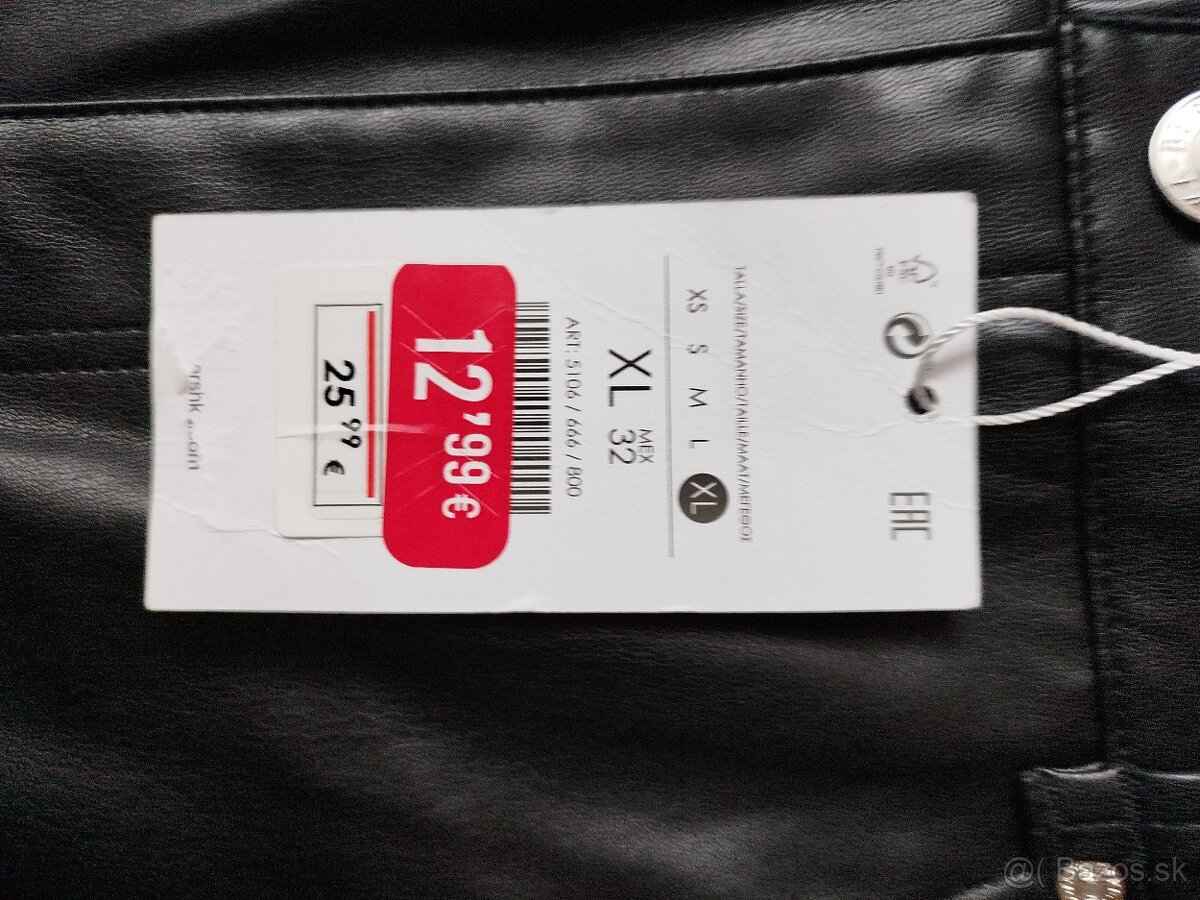 EAC
TALLA/SIZE/TAMANHO/TAILLE/MAAT/ΜΕΓΕΘΟΣ
XS S M L XL
MEX
XL 32
ART: 5106 / 666 / 800
12'99 €
25 99 €
@( Bazos.sk